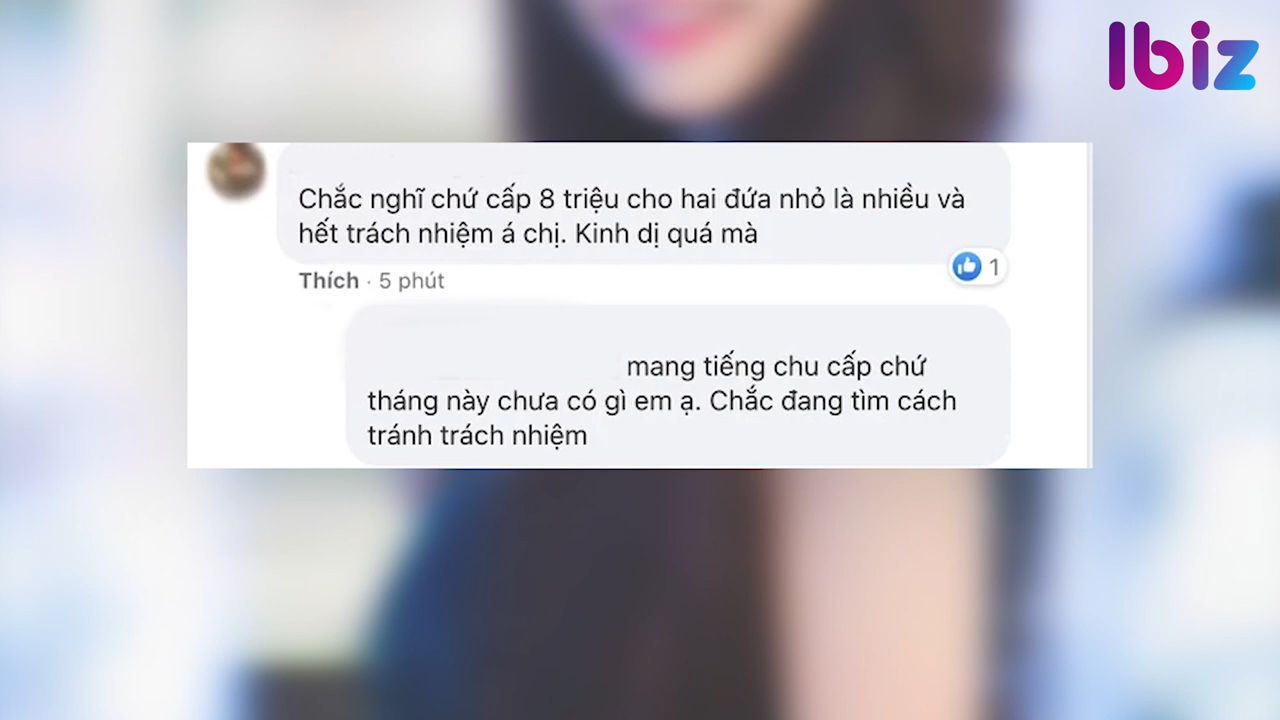 Ibiz
Chắc nghĩ chứ cấp 8 triệu cho hai đứa nhỏ là nhiều và
hết trách nhiệm á chị. Kinh dị quá mà
Thích · 5 phút
1
mang tiếng chu cấp chứ
tháng này chưa có gì em ạ. Chắc đang tìm cách
tránh trách nhiệm